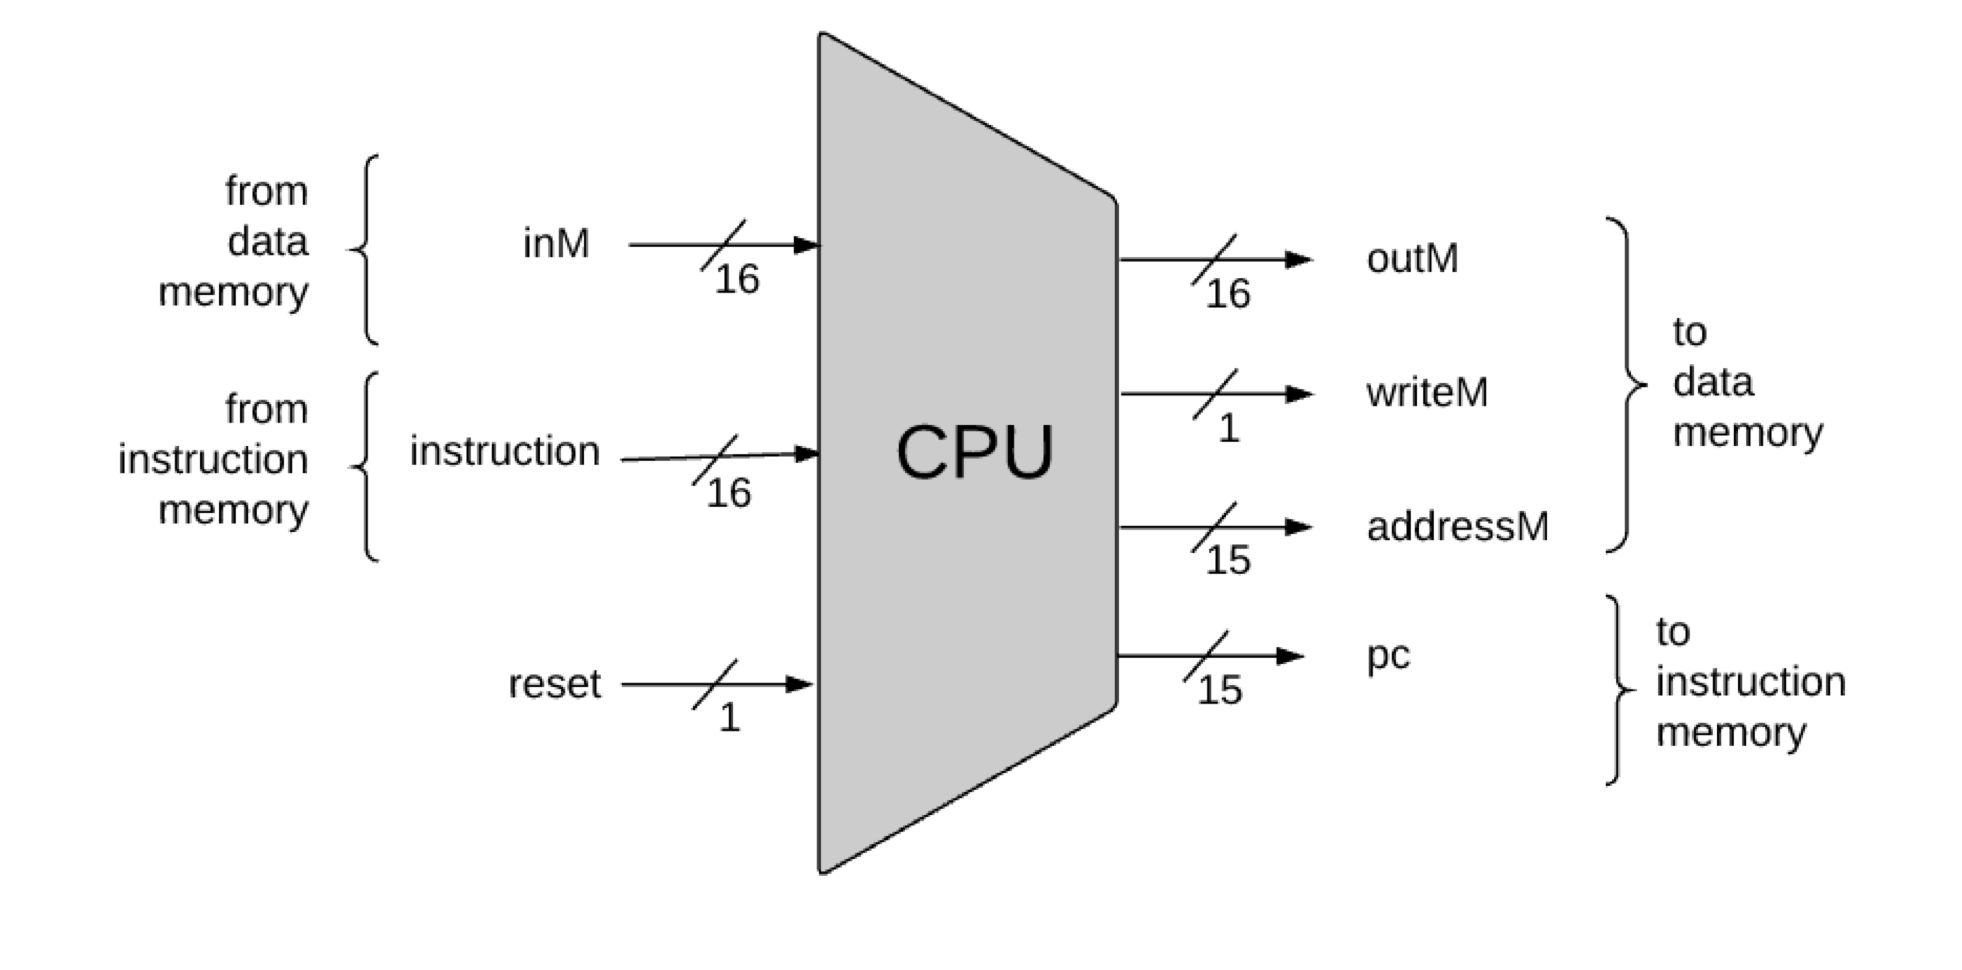 from
data
memory
inM
16
from
instruction
memory
instruction
16
reset
1
CPU
outM
16
writeM
1
addressM
15
pc
15
to
data
memory
to
instruction
memory